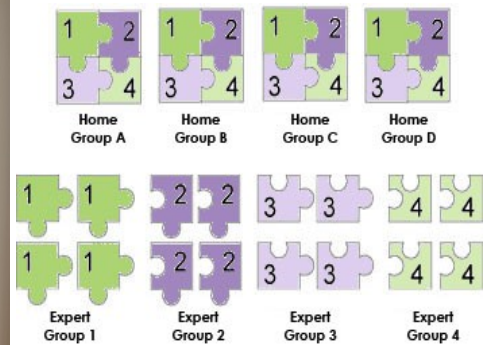 1 2 1 2 1 2 1 2
3 4 3 4 3 4 3 4
Home Home Home Home
Group A Group B Group C Group D
1 1 2 2 3 3 4 4
1 1 2 2 3 3 4 4
Expert Expert Expert Expert
Group 1 Group 2 Group 3 Group 4